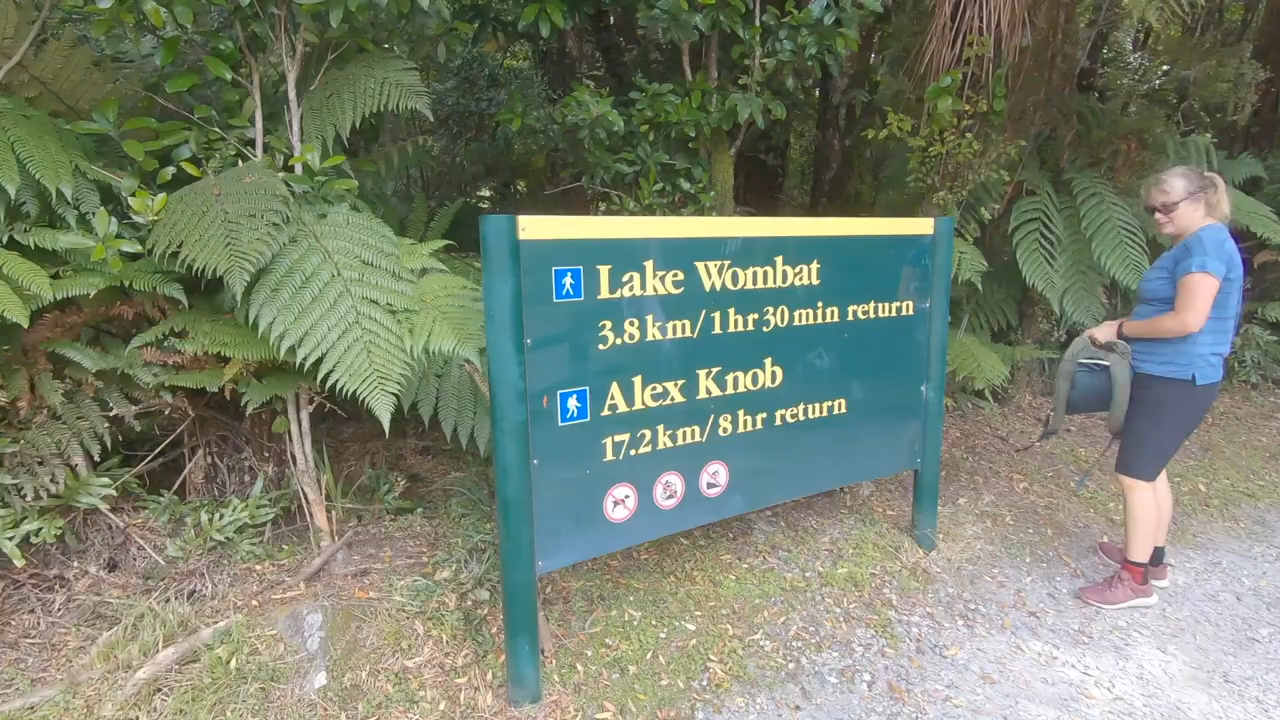 Lake Wombat
3.8 km/1 hr 30 min return
Alex Knob
17.2 km/8 hr return